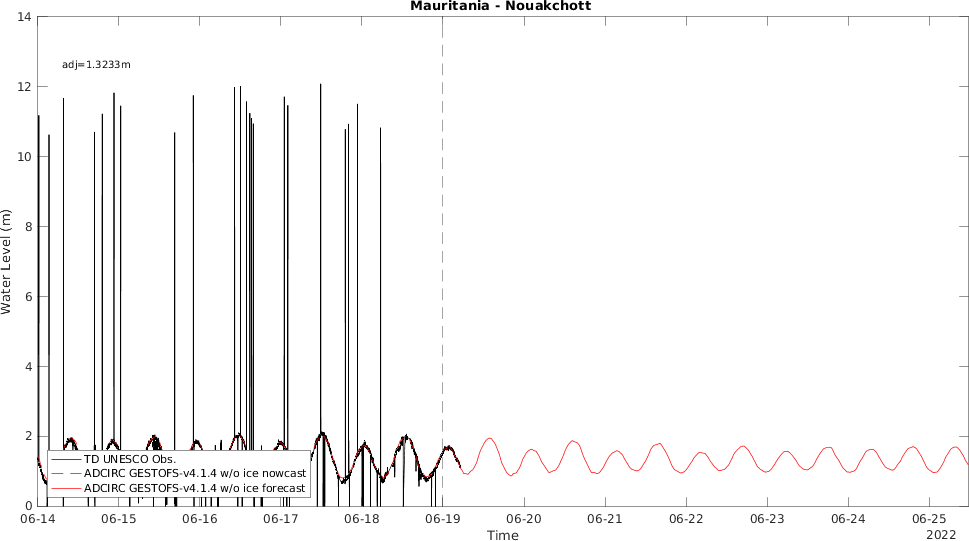 Mauritania - Nouakchott
14
12
10
8
6
4
2
0
Water Level (m)
adj=1.3233m
TD UNESCO Obs.
ADCIRC GESTOFS-v4.1.4 w/o ice nowcast
ADCIRC GESTOFS-v4.1.4 w/o ice forecast
06-14 06-15 06-16 06-17 06-18 06-19 06-20 06-21 06-22 06-23 06-24 06-25
2022
Time